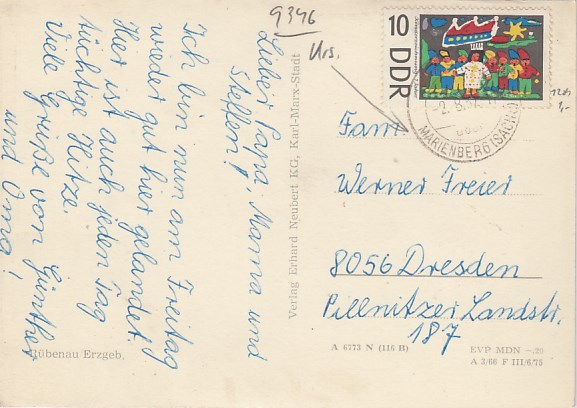 9346
Urs.
Lieber Papa, Mama und
Steffen!
Ich bin nun am Freitag
wieder gut hier gelandet.
Hier ist auch jeden Tag
tüchtige Hitze.
Viele Grüße von Günther
und Oma!
Rübenau Erzgeb.
Verlag Erhard Neubert KG, Karl-Marx-Stadt
10
DDR
MARIENBERG (SACHS)
Fam.
Werner Freier
8056 Dresden
Pillnitzer Landstr.
187
A 6773 N (116 B)
EVP MDN –.20
A 3/66 F III/6/75